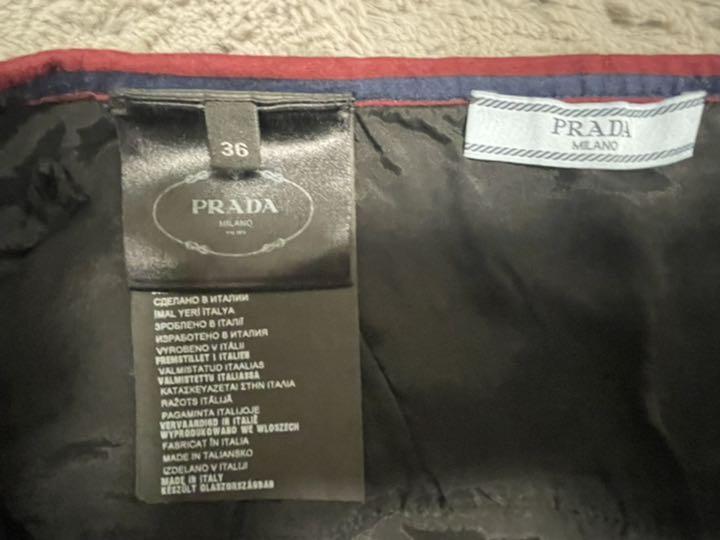 36
PRADA
MILANO
PRADA
MILANO
СДЕЛАНО В ИТАЛИИ
İMAL YERİ İTALYA
ЗРОБЛЕНО В ІТАЛІЇ
ИЗРАБОТЕНО В ИТАЛИЯ
VYROBENO V ITÁLII
FREMSTILLET I ITALIEN
VALMISTATUD ITAALIAS
VALMISTETTU ITALIASSA
ΚΑΤΑΣΚΕΥΑΖΕΤΑΙ ΣΤΗΝ ΙΤΑΛΙΑ
RAŽOTS ITĀLIJĀ
PAGAMINTA ITALIJOJE
VERVAARDIGD IN ITALIË
WYPRODUKOWANO WE WŁOSZECH
FABRICAT ÎN ITALIA
MADE IN TALIANSKO
IZDELANO V ITALIJI
MADE IN ITALY
KÉSZÜLT OLASZORSZÁGBAN